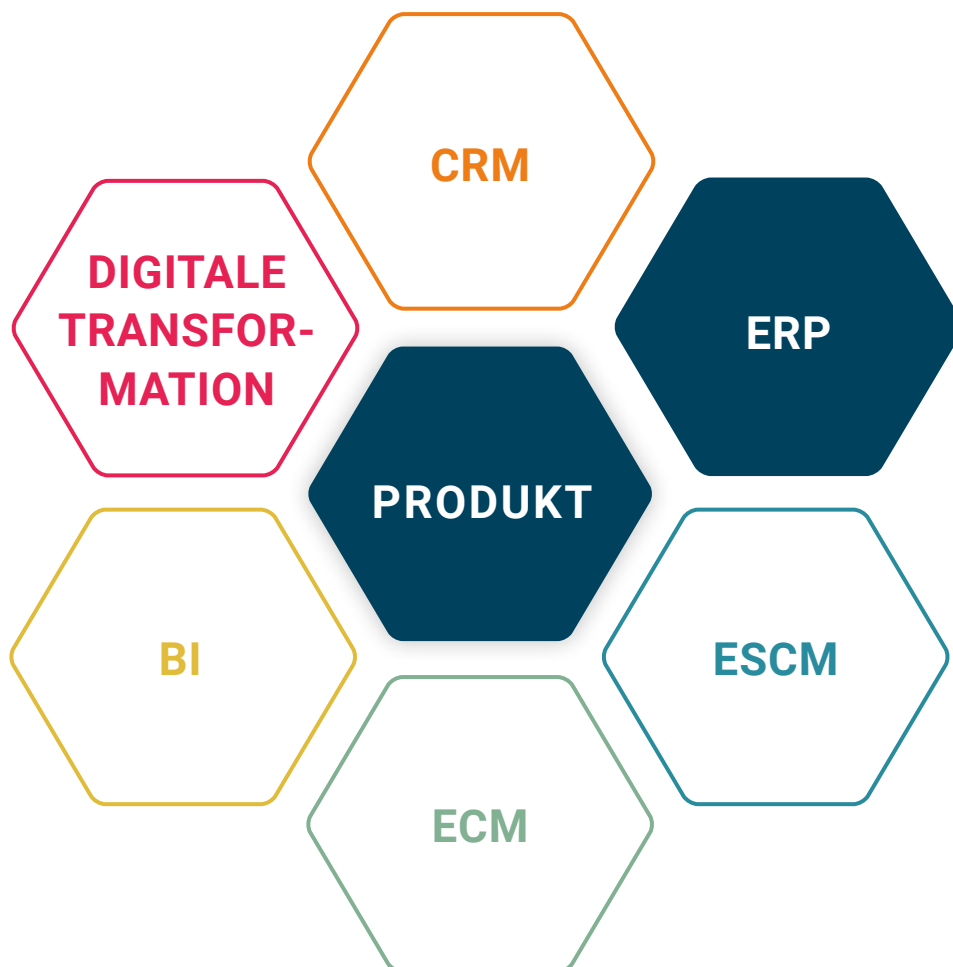 CRM
DIGITALE
TRANSFOR-
MATION
ERP
PRODUKT
BI
ESCM
ECM